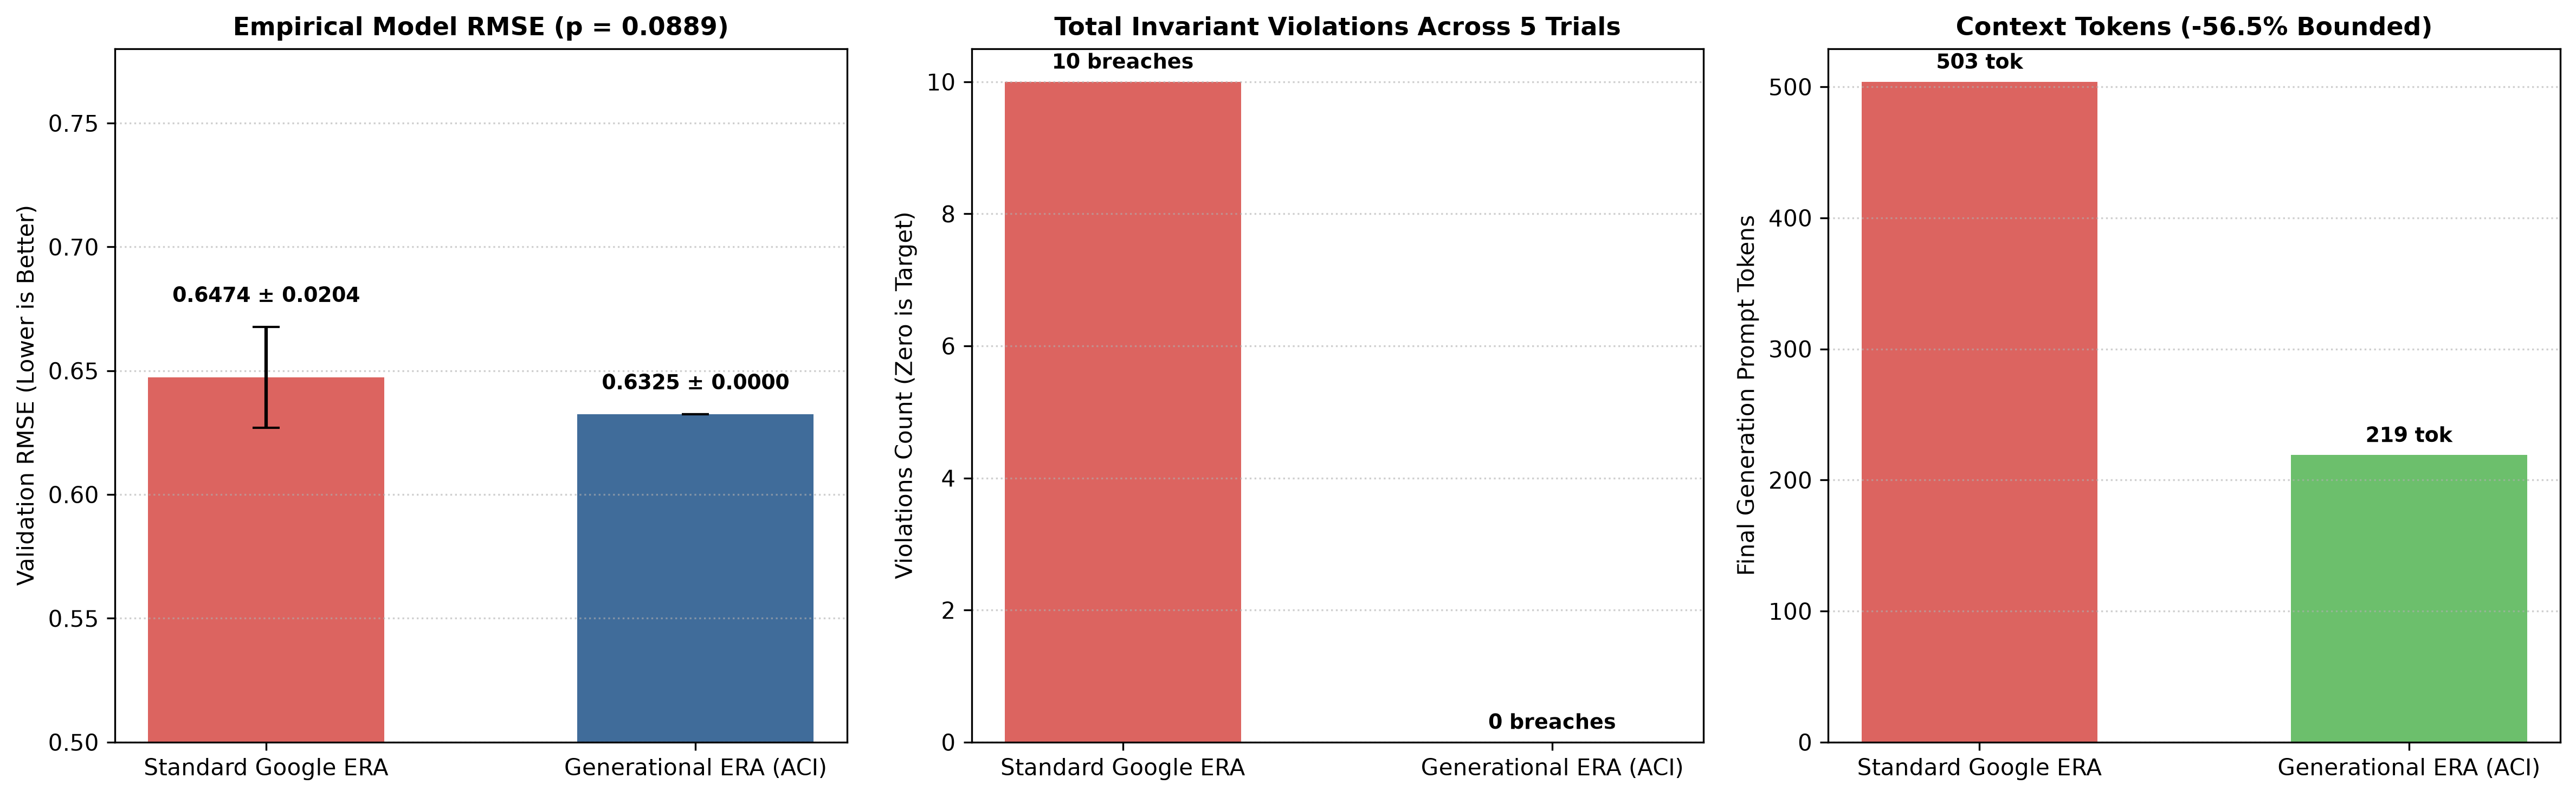 Empirical Model RMSE (p = 0.0889)
Validation RMSE (Lower is Better)
0.75
0.70
0.65
0.60
0.55
0.50
0.6474 ± 0.0204
0.6325 ± 0.0000
Standard Google ERA
Generational ERA (ACI)
Total Invariant Violations Across 5 Trials
Violations Count (Zero is Target)
10
8
6
4
2
0
10 breaches
0 breaches
Standard Google ERA
Generational ERA (ACI)
Context Tokens (-56.5% Bounded)
Final Generation Prompt Tokens
500
400
300
200
100
0
503 tok
219 tok
Standard Google ERA
Generational ERA (ACI)